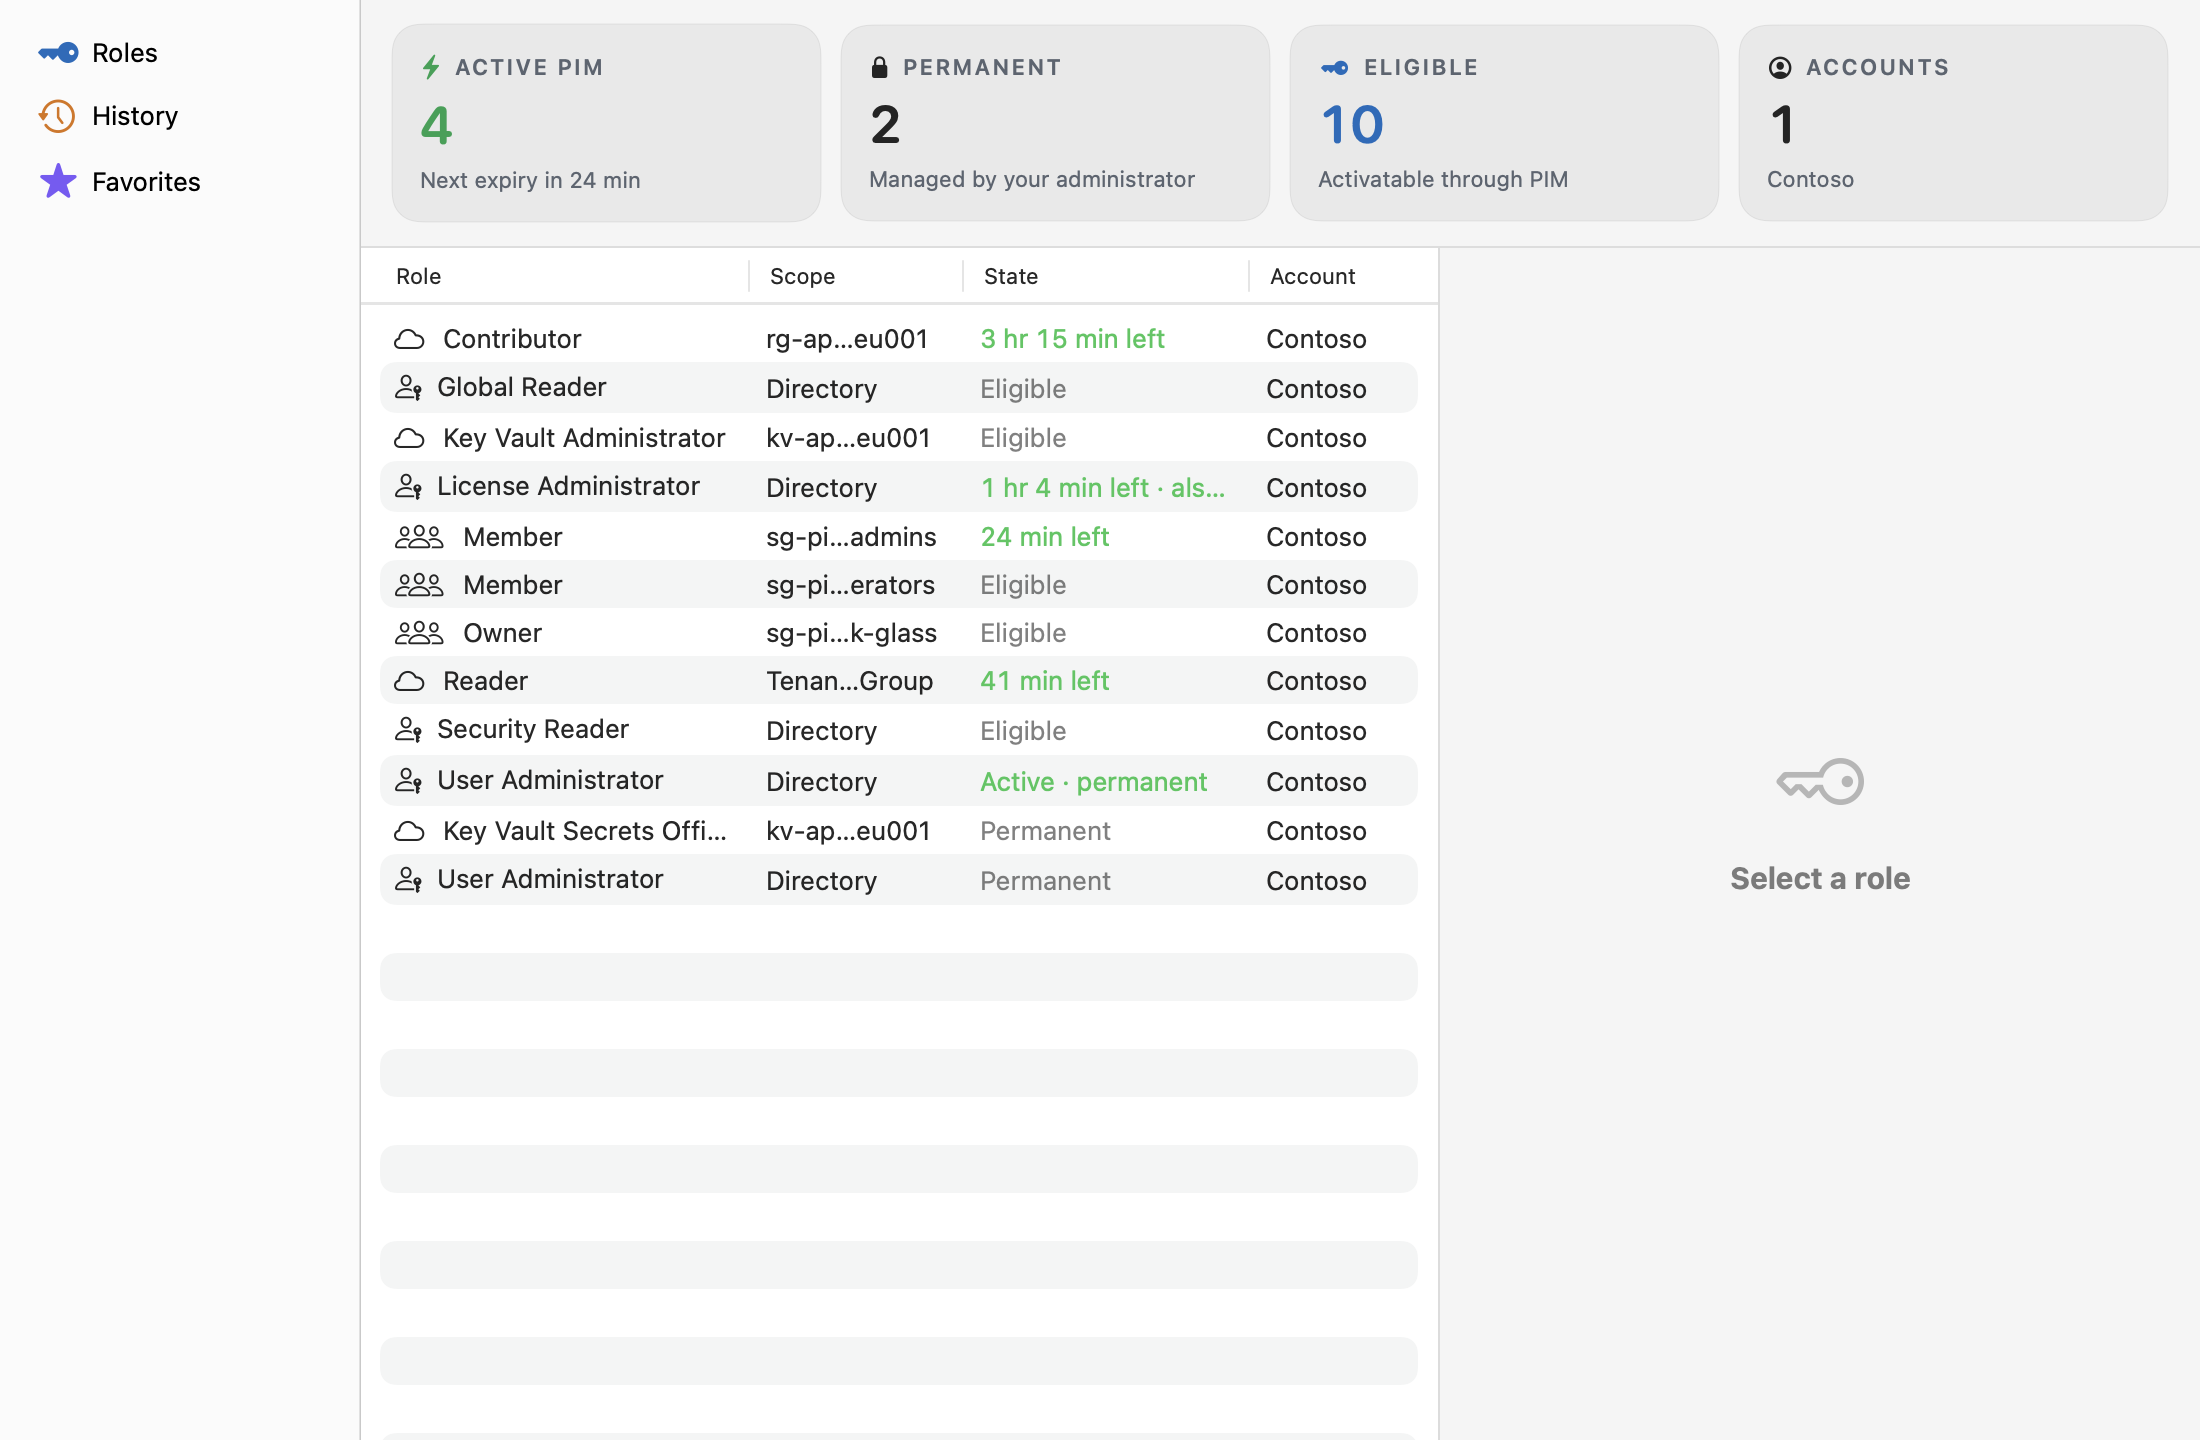 Roles
History
Favorites
ACTIVE PIM
4
Next expiry in 24 min
PERMANENT
2
Managed by your administrator
ELIGIBLE
10
Activatable through PIM
ACCOUNTS
1
Contoso
Role Scope State Account
Contributor rg-ap...eu001 3 hr 15 min left Contoso
Global Reader Directory Eligible Contoso
Key Vault Administrator kv-ap...eu001 Eligible Contoso
License Administrator Directory 1 hr 4 min left · als... Contoso
Member sg-pi...admins 24 min left Contoso
Member sg-pi...erators Eligible Contoso
Owner sg-pi...k-glass Eligible Contoso
Reader Tenan...Group 41 min left Contoso
Security Reader Directory Eligible Contoso
User Administrator Directory Active · permanent Contoso
Key Vault Secrets Offi... kv-ap...eu001 Permanent Contoso
User Administrator Directory Permanent Contoso
Select a role